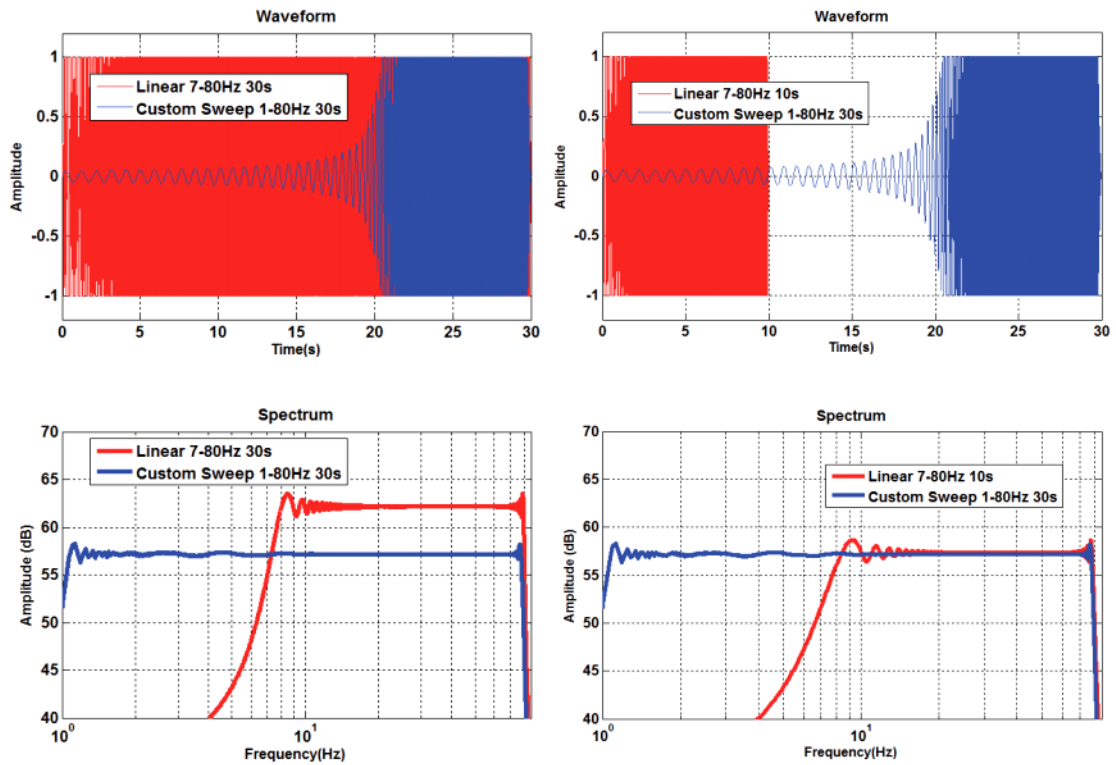 Waveform
1
0.5
0
-0.5
-1
Amplitude
Linear 7-80Hz 30s
Custom Sweep 1-80Hz 30s
0 5 10 15 20 25 30
Time(s)
Waveform
1
0.5
0
-0.5
-1
Amplitude
Linear 7-80Hz 10s
Custom Sweep 1-80Hz 30s
0 5 10 15 20 25 30
Time(s)
Spectrum
70
65
60
55
50
45
40
Amplitude (dB)
Linear 7-80Hz 30s
Custom Sweep 1-80Hz 30s
10^0 10^1
Frequency(Hz)
Spectrum
70
65
60
55
50
45
40
Amplitude (dB)
Linear 7-80Hz 10s
Custom Sweep 1-80Hz 30s
10^0 10^1
Frequency(Hz)